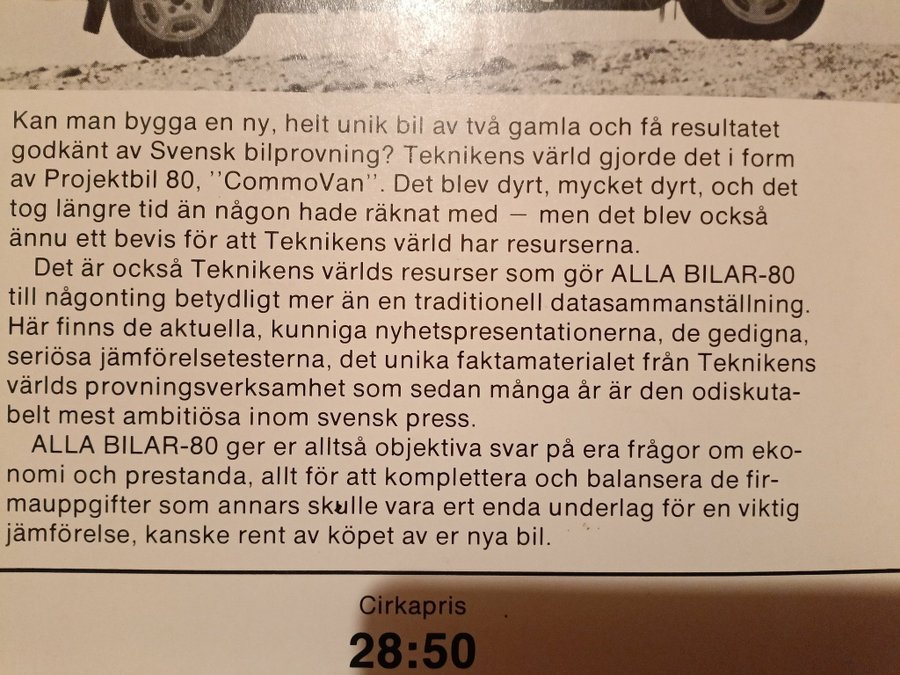 Kan man bygga en ny, helt unik bil av två gamla och få resultatet
godkänt av Svensk bilprovning? Teknikens värld gjorde det i form
av Projektbil 80, ''CommoVan''. Det blev dyrt, mycket dyrt, och det
tog längre tid än någon hade räknat med — men det blev också
ännu ett bevis för att Teknikens värld har resurserna.
Det är också Teknikens världs resurser som gör ALLA BILAR-80
till någonting betydligt mer än en traditionell datasammanställning.
Här finns de aktuella, kunniga nyhetspresentationerna, de gedigna,
seriösa jämförelsetesterna, det unika faktamaterialet från Teknikens
världs provningsverksamhet som sedan många år är den odiskuta-
belt mest ambitiösa inom svensk press.
ALLA BILAR-80 ger er alltså objektiva svar på era frågor om eko-
nomi och prestanda, allt för att komplettera och balansera de fir-
mauppgifter som annars skulle vara ert enda underlag för en viktig
jämförelse, kanske rent av köpet av er nya bil.
Cirkapris
28:50